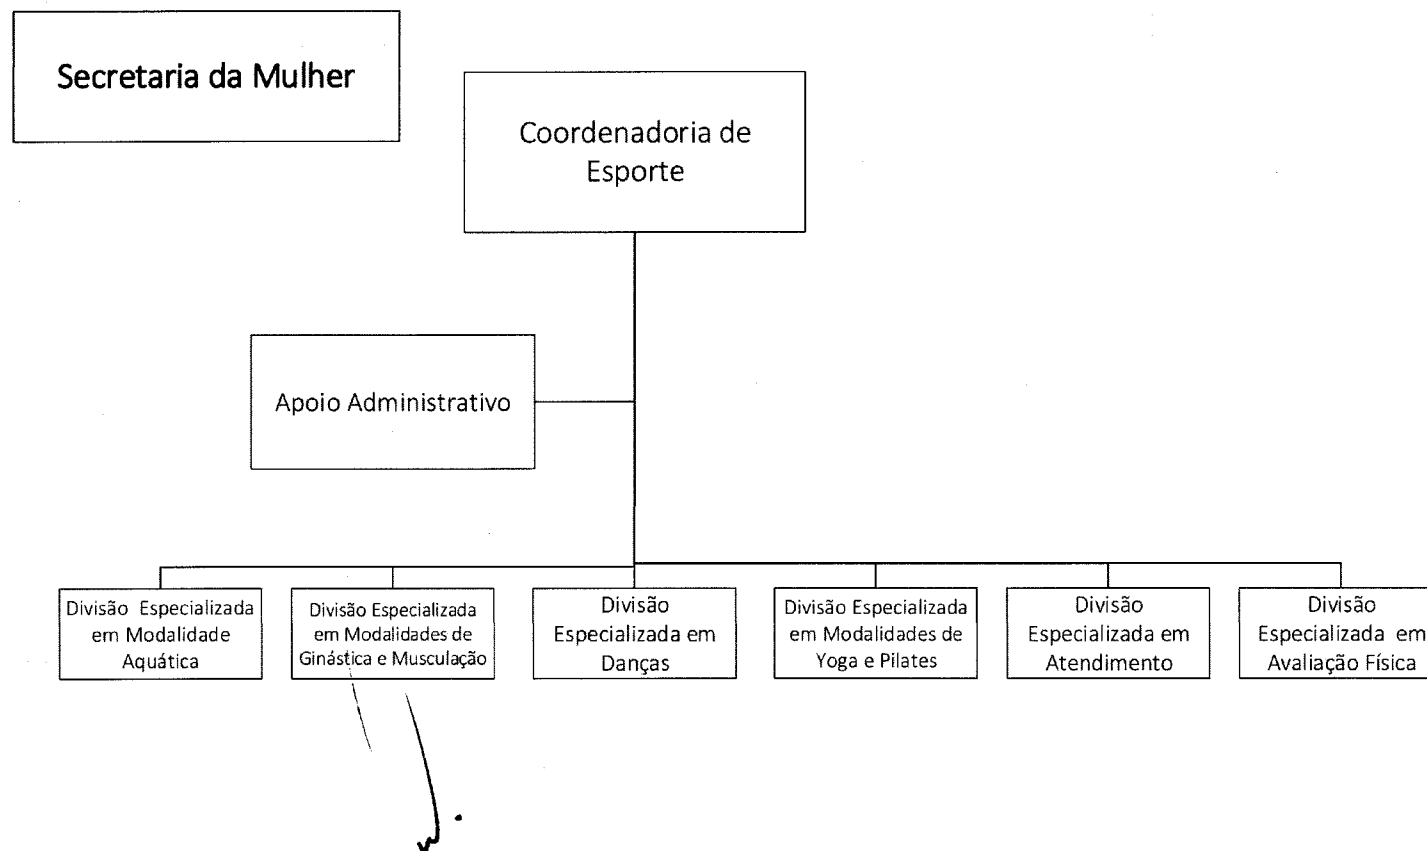 Secretaria da Mulher
Coordenadoria de
Esporte
Apoio Administrativo
Divisão Especializada
em Modalidade
Aquática
Divisão Especializada
em Modalidades de
Ginástica e Musculação
Divisão
Especializada em
Danças
Divisão Especializada
em Modalidades de
Yoga e Pilates
Divisão
Especializada em
Atendimento
Divisão
Especializada em
Avaliação Física